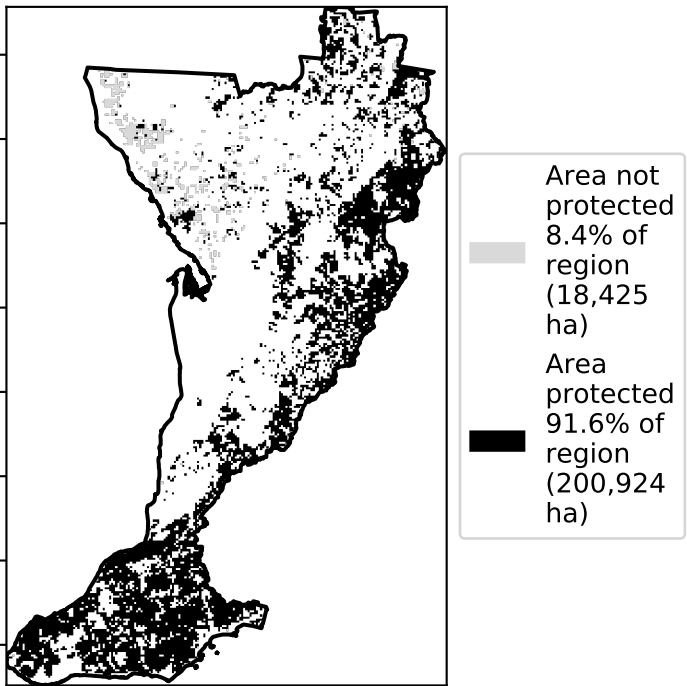 Area not
protected
8.4% of
region
(18,425
ha)
Area
protected
91.6% of
region
(200,924
ha)